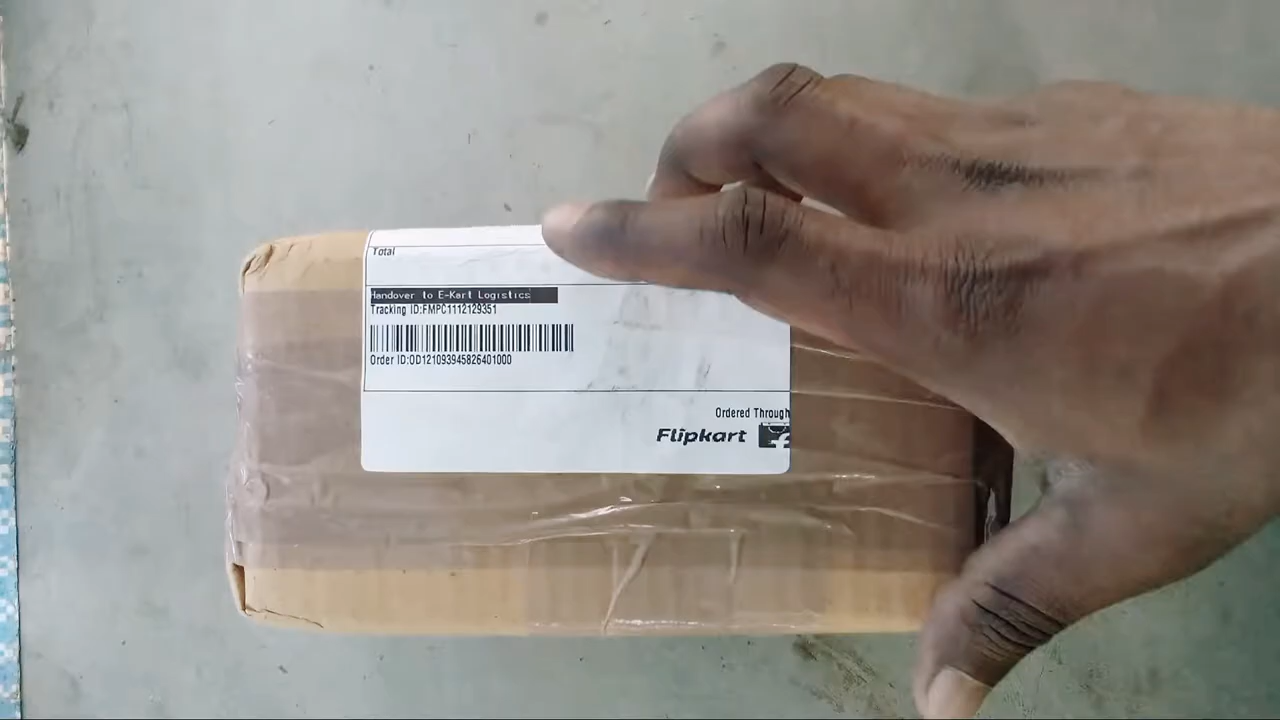 Total
Handover to E-Kart Logistics
Tracking ID:FMPC1112129351
Order ID:OD121093945826401000
Ordered Through
Flipkart